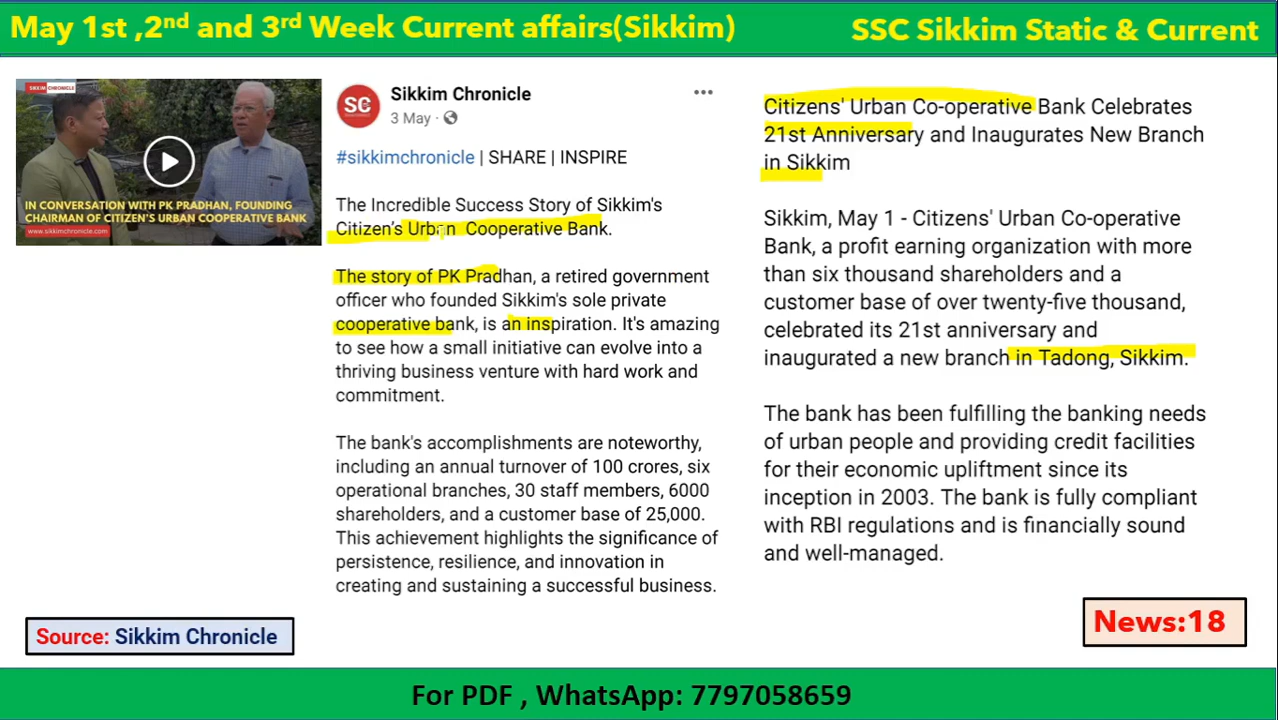 May 1st ,2nd and 3rd Week Current affairs(Sikkim)
SSC Sikkim Static & Current
SIKKIM CHRONICLE
IN CONVERSATION WITH PK PRADHAN, FOUNDING
CHAIRMAN OF CITIZEN'S URBAN COOPERATIVE BANK
www.sikkimchronicle.com
SC
Sikkim Chronicle
3 May ·
#sikkimchronicle | SHARE | INSPIRE
The Incredible Success Story of Sikkim's
Citizen's Urban Cooperative Bank.
The story of PK Pradhan, a retired government
officer who founded Sikkim's sole private
cooperative bank, is an inspiration. It's amazing
to see how a small initiative can evolve into a
thriving business venture with hard work and
commitment.
The bank's accomplishments are noteworthy,
including an annual turnover of 100 crores, six
operational branches, 30 staff members, 6000
shareholders, and a customer base of 25,000.
This achievement highlights the significance of
persistence, resilience, and innovation in
creating and sustaining a successful business.
Citizens' Urban Co-operative Bank Celebrates
21st Anniversary and Inaugurates New Branch
in Sikkim
Sikkim, May 1 - Citizens' Urban Co-operative
Bank, a profit earning organization with more
than six thousand shareholders and a
customer base of over twenty-five thousand,
celebrated its 21st anniversary and
inaugurated a new branch in Tadong, Sikkim.
The bank has been fulfilling the banking needs
of urban people and providing credit facilities
for their economic upliftment since its
inception in 2003. The bank is fully compliant
with RBI regulations and is financially sound
and well-managed.
Source: Sikkim Chronicle
News:18
For PDF , WhatsApp: 7797058659